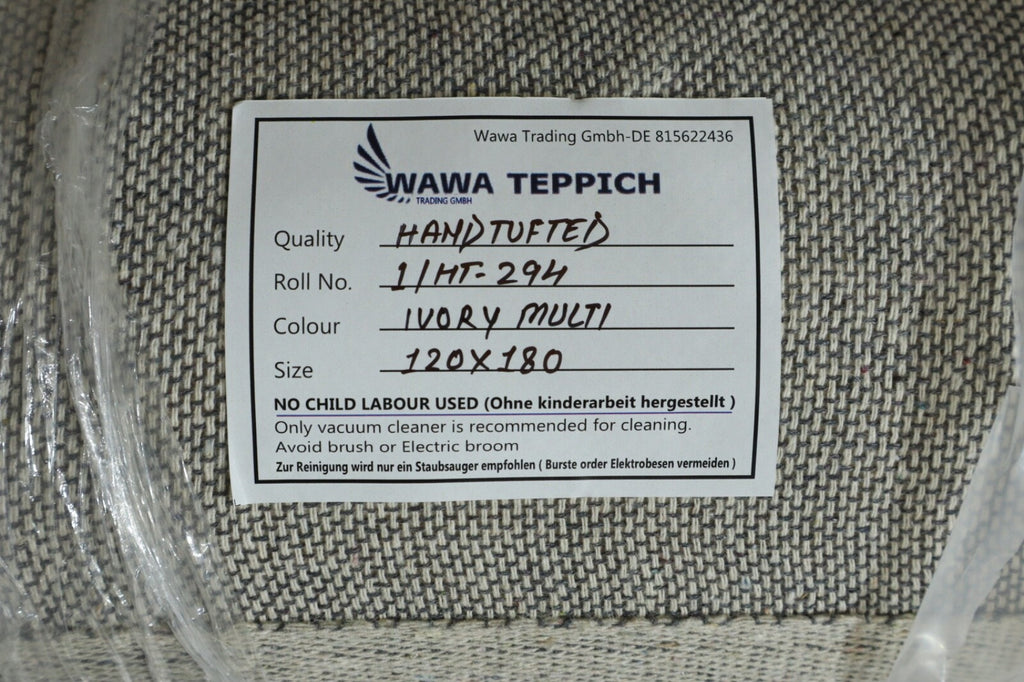 Wawa Trading Gmbh-DE 815622436
WAWA TEPPICH
TRADING GMBH
Quality HANDTUFTED
Roll No. 1/HT-294
Colour IVORY MULTI
Size 120X180
NO CHILD LABOUR USED (Ohne kinderarbeit hergestellt )
Only vacuum cleaner is recommended for cleaning.
Avoid brush or Electric broom
Zur Reinigung wird nur ein Staubsauger empfohlen ( Burste order Elektrobesen vermeiden )